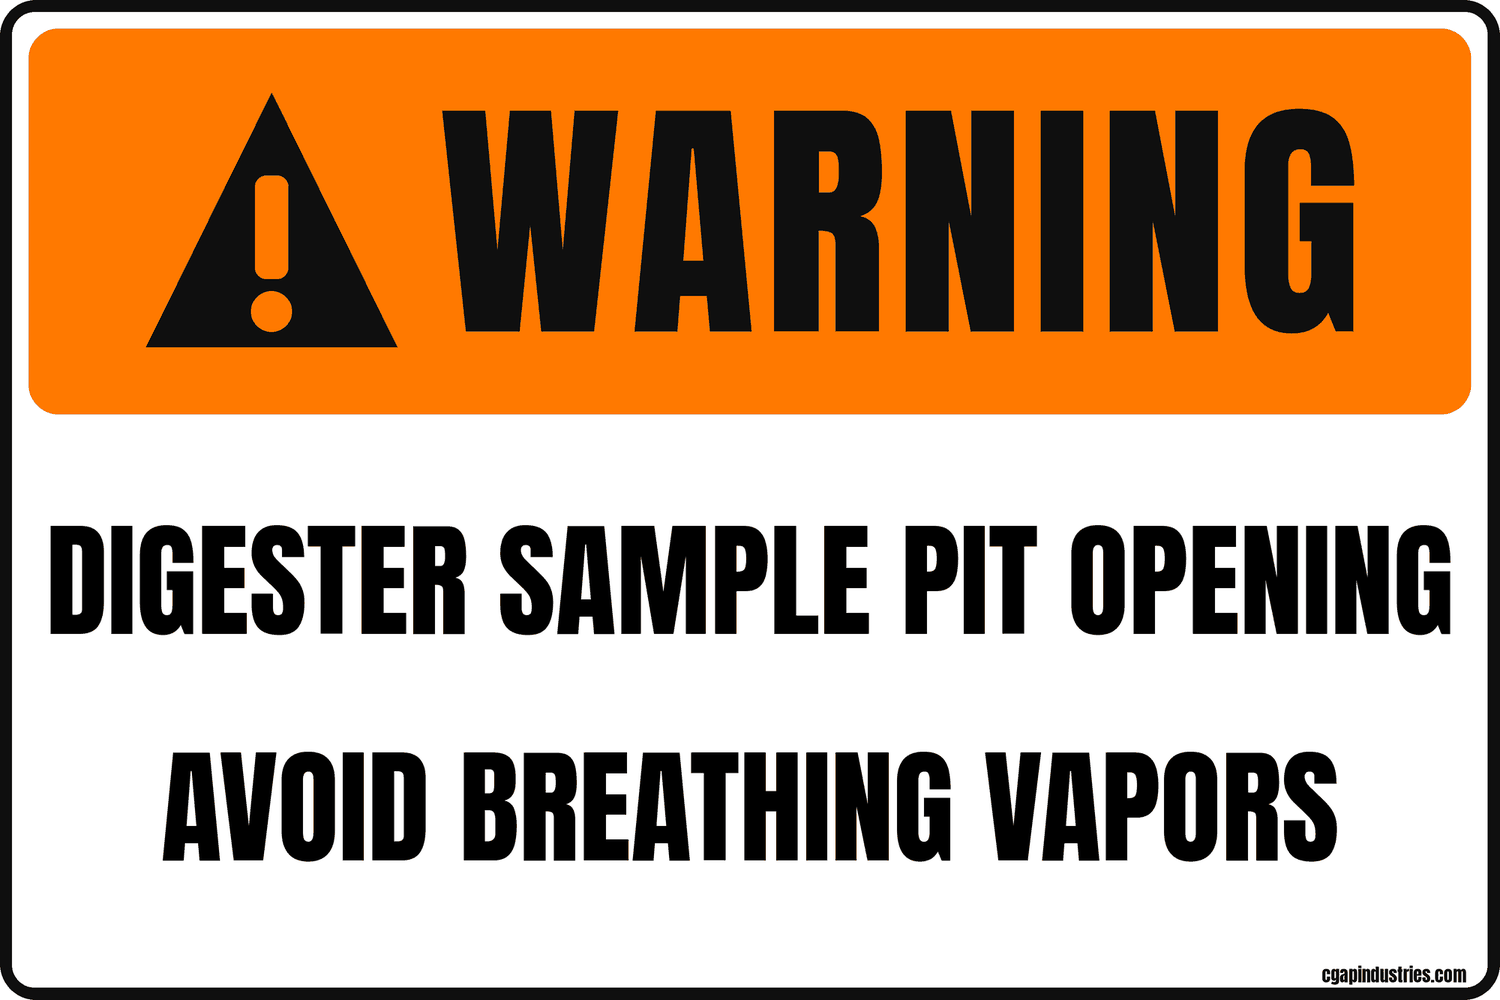 WARNING
DIGESTER SAMPLE PIT OPENING
AVOID BREATHING VAPORS
cgapindustries.com